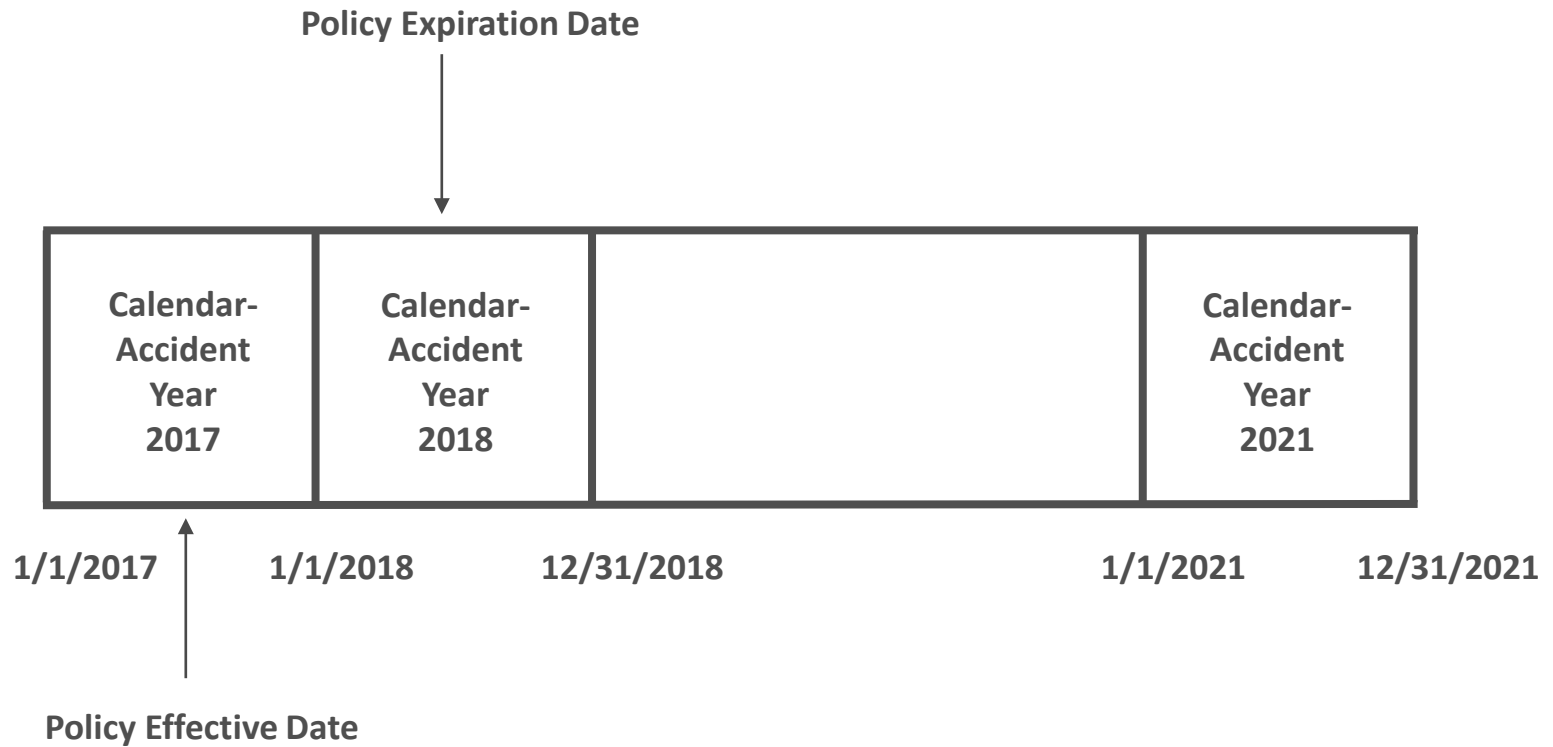 Policy Expiration Date
Calendar-
Accident
Year
2017
Calendar-
Accident
Year
2018
Calendar-
Accident
Year
2021
1/1/2017
1/1/2018
12/31/2018
1/1/2021
12/31/2021
Policy Effective Date